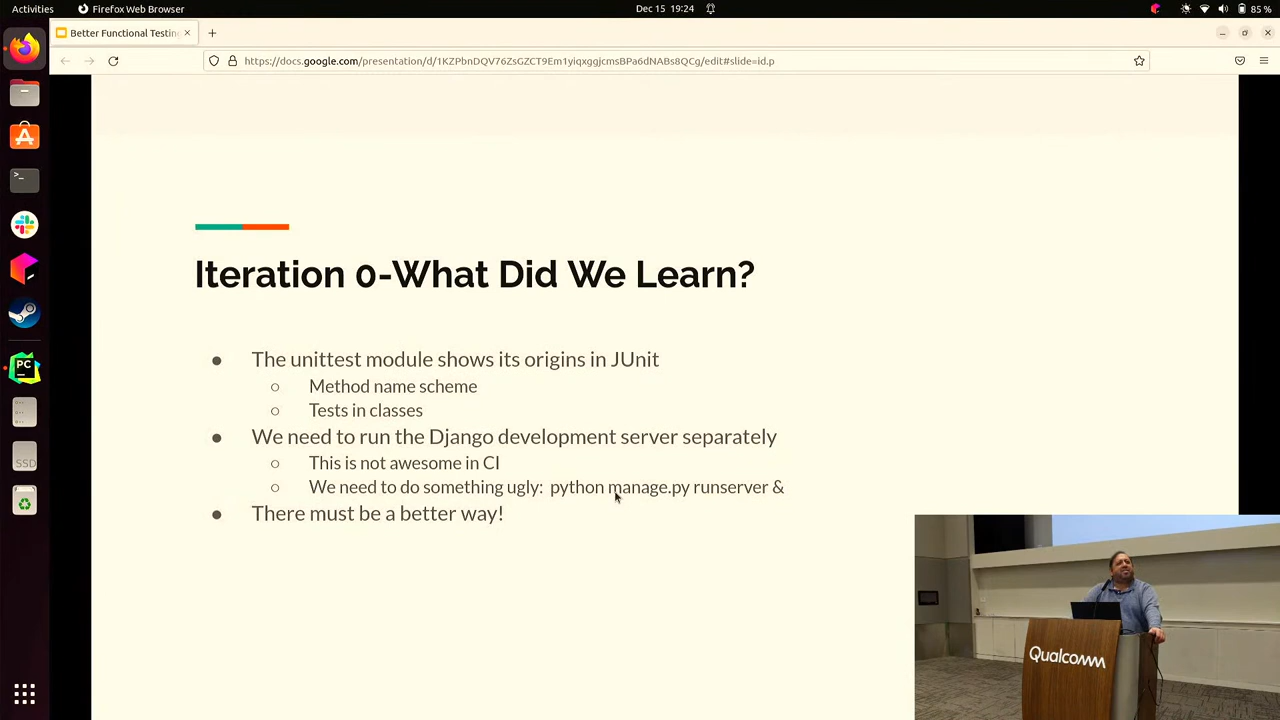 Activities
Firefox Web Browser
Dec 15 19:24
85 %
Better Functional Testin
https://docs.google.com/presentation/d/1KZPbnDQV76ZsGZCT9Em1yiqxggjcmsBPa6dNABs8QCg/edit#slide=id.p
Iteration 0-What Did We Learn?
● The unittest module shows its origins in JUnit
○ Method name scheme
○ Tests in classes
● We need to run the Django development server separately
○ This is not awesome in CI
○ We need to do something ugly: python manage.py runserver &
● There must be a better way!
PC
SSD
Qualcomm